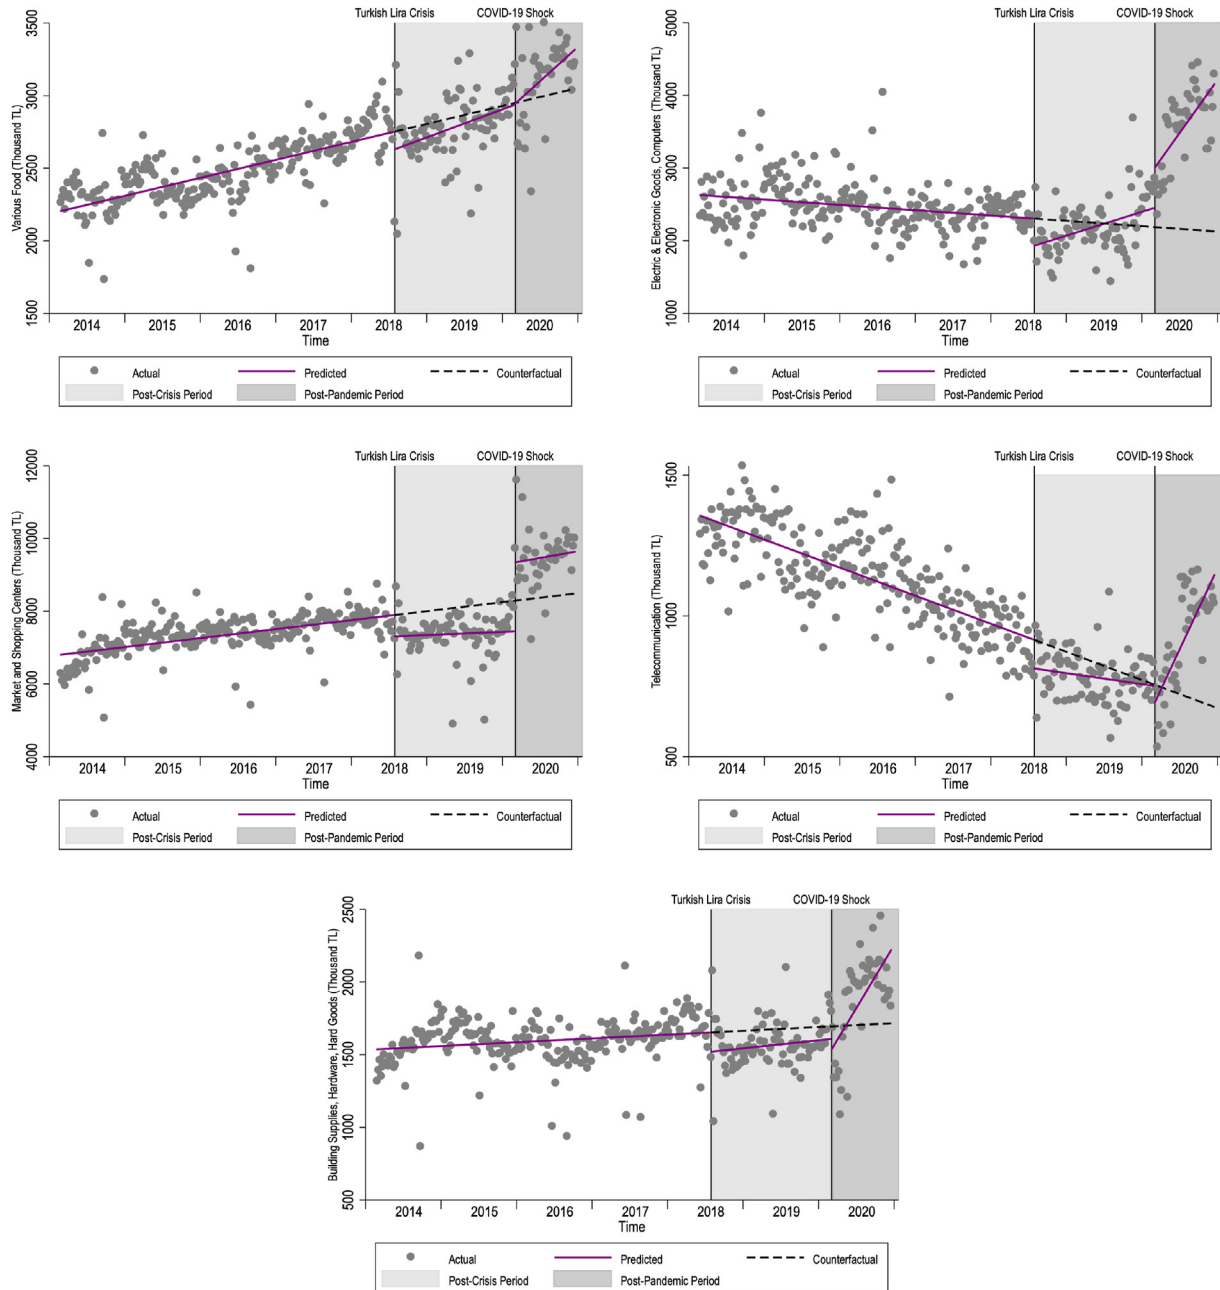 Turkish Lira Crisis COVID-19 Shock
Various Food (Thousand TL)
3500
3000
2500
2000
1500
2014 2015 2016 2017 2018 2019 2020
Time
Actual Predicted Counterfactual
Post-Crisis Period Post-Pandemic Period
Turkish Lira Crisis COVID-19 Shock
Electric & Electronic Goods, Computers (Thousand TL)
5000
4000
3000
2000
1000
2014 2015 2016 2017 2018 2019 2020
Time
Actual Predicted Counterfactual
Post-Crisis Period Post-Pandemic Period
Turkish Lira Crisis COVID-19 Shock
Market and Shopping Centers (Thousand TL)
12000
10000
8000
6000
4000
2014 2015 2016 2017 2018 2019 2020
Time
Actual Predicted Counterfactual
Post-Crisis Period Post-Pandemic Period
Turkish Lira Crisis COVID-19 Shock
Telecommunication (Thousand TL)
1500
1000
500
2014 2015 2016 2017 2018 2019 2020
Time
Actual Predicted Counterfactual
Post-Crisis Period Post-Pandemic Period
Turkish Lira Crisis COVID-19 Shock
Building Supplies, Hardware, Hard Goods (Thousand TL)
2500
2000
1500
1000
500
2014 2015 2016 2017 2018 2019 2020
Time
Actual Predicted Counterfactual
Post-Crisis Period Post-Pandemic Period